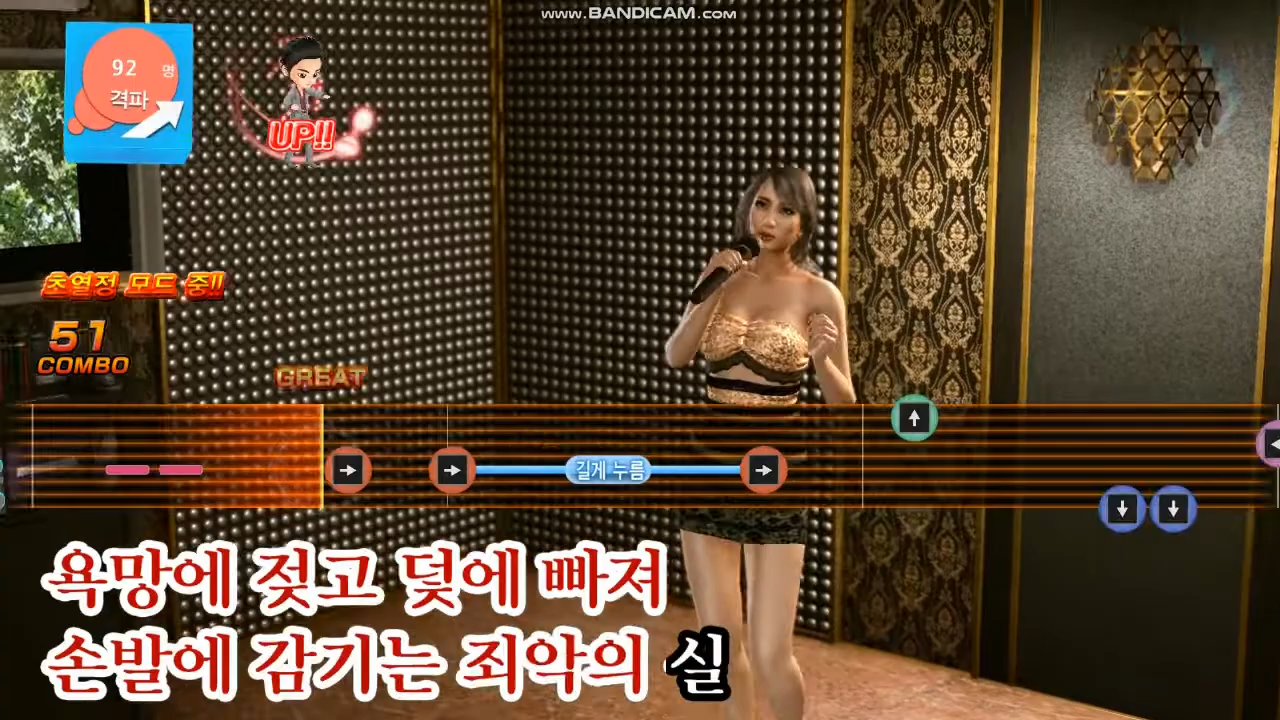 www.BANDICAM.com
92 명
격파
UP!!
초열정 모드 중!!
51
COMBO
GREAT
길게 누름
욕망에 젖고 덫에 빠져
손발에 감기는 죄악의 실